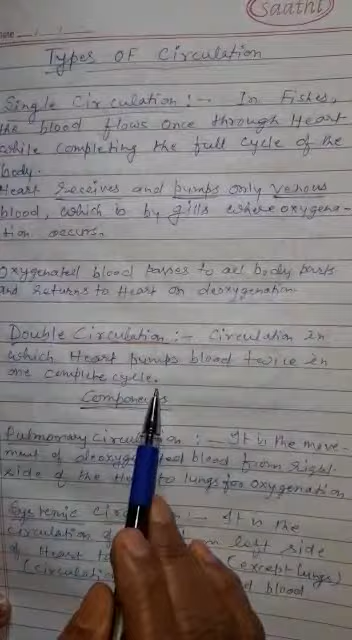 Saathi
Date / /
Types of Circulation
Single Circulation :- In Fishes,
the blood flows once through Heart
while completing the full cycle of the
body.
Heart Receives and pumps only venous
blood, which is by gills where oxygena-
tion occurs.
Oxygenated blood passes to all body parts
and returns to Heart on deoxygenation.
Double Circulation :- Circulation in
which Heart pumps blood twice in
one complete cycle.
Components
Pulmonary circulation :- It is the move-
ment of deoxygenated blood from right
side of the to lungs for oxygenation
Systemic :- It is the
circulation left side
of Heart (except lungs)
blood